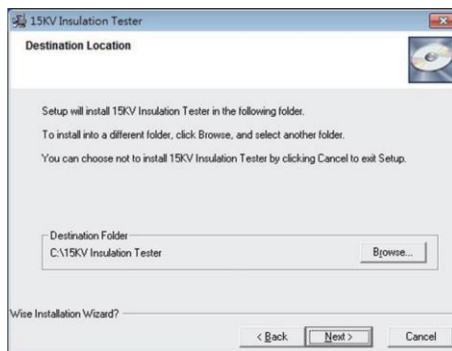 15KV Insulation Tester
Destination Location
Setup will install 15KV Insulation Tester in the following folder.
To install into a different folder, click Browse, and select another folder.
You can choose not to install 15KV Insulation Tester by clicking Cancel to exit Setup.
Destination Folder
C:\15KV Insulation Tester
Browse...
Wise Installation Wizard?
< Back
Next >
Cancel